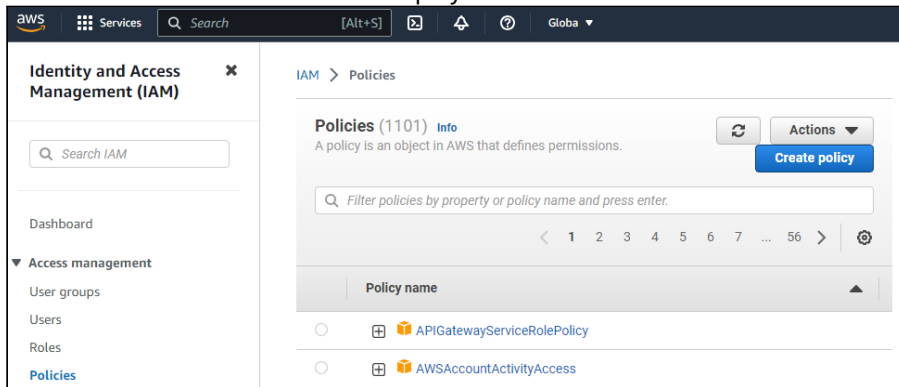 aws Services Search [Alt+S] Globa
Identity and Access
Management (IAM)
Search IAM
Dashboard
Access management
User groups
Users
Roles
Policies
IAM > Policies
Policies (1101) Info
A policy is an object in AWS that defines permissions.
Actions
Create policy
Filter policies by property or policy name and press enter.
1 2 3 4 5 6 7 ... 56
Policy name
APIGatewayServiceRolePolicy
AWSAccountActivityAccess